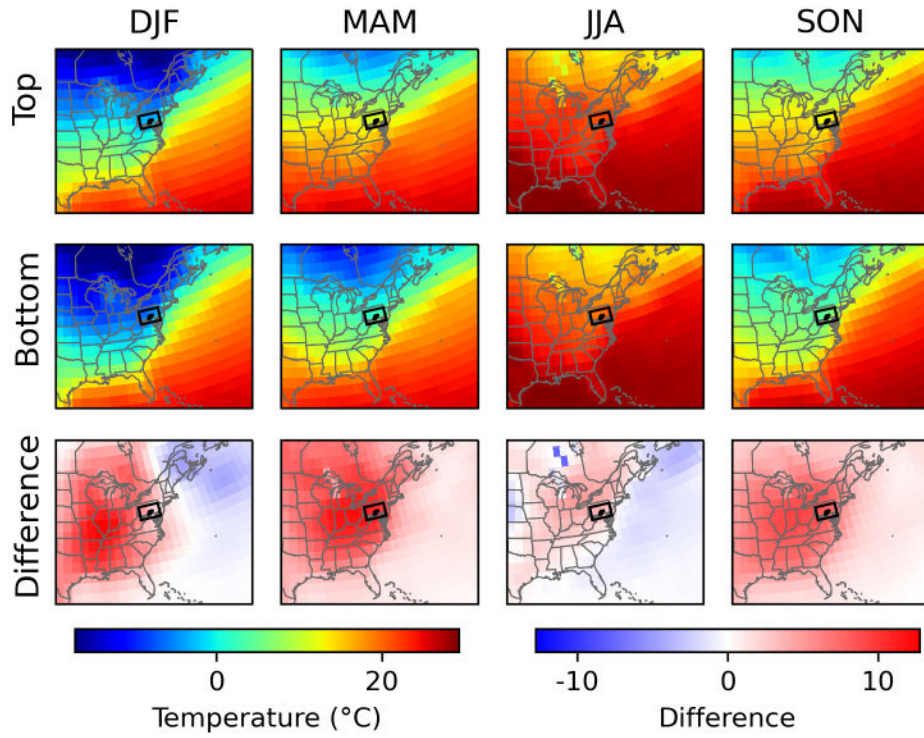 DJF MAM JJA SON
Top
Bottom
Difference
0 20
Temperature (°C)
-10 0 10
Difference